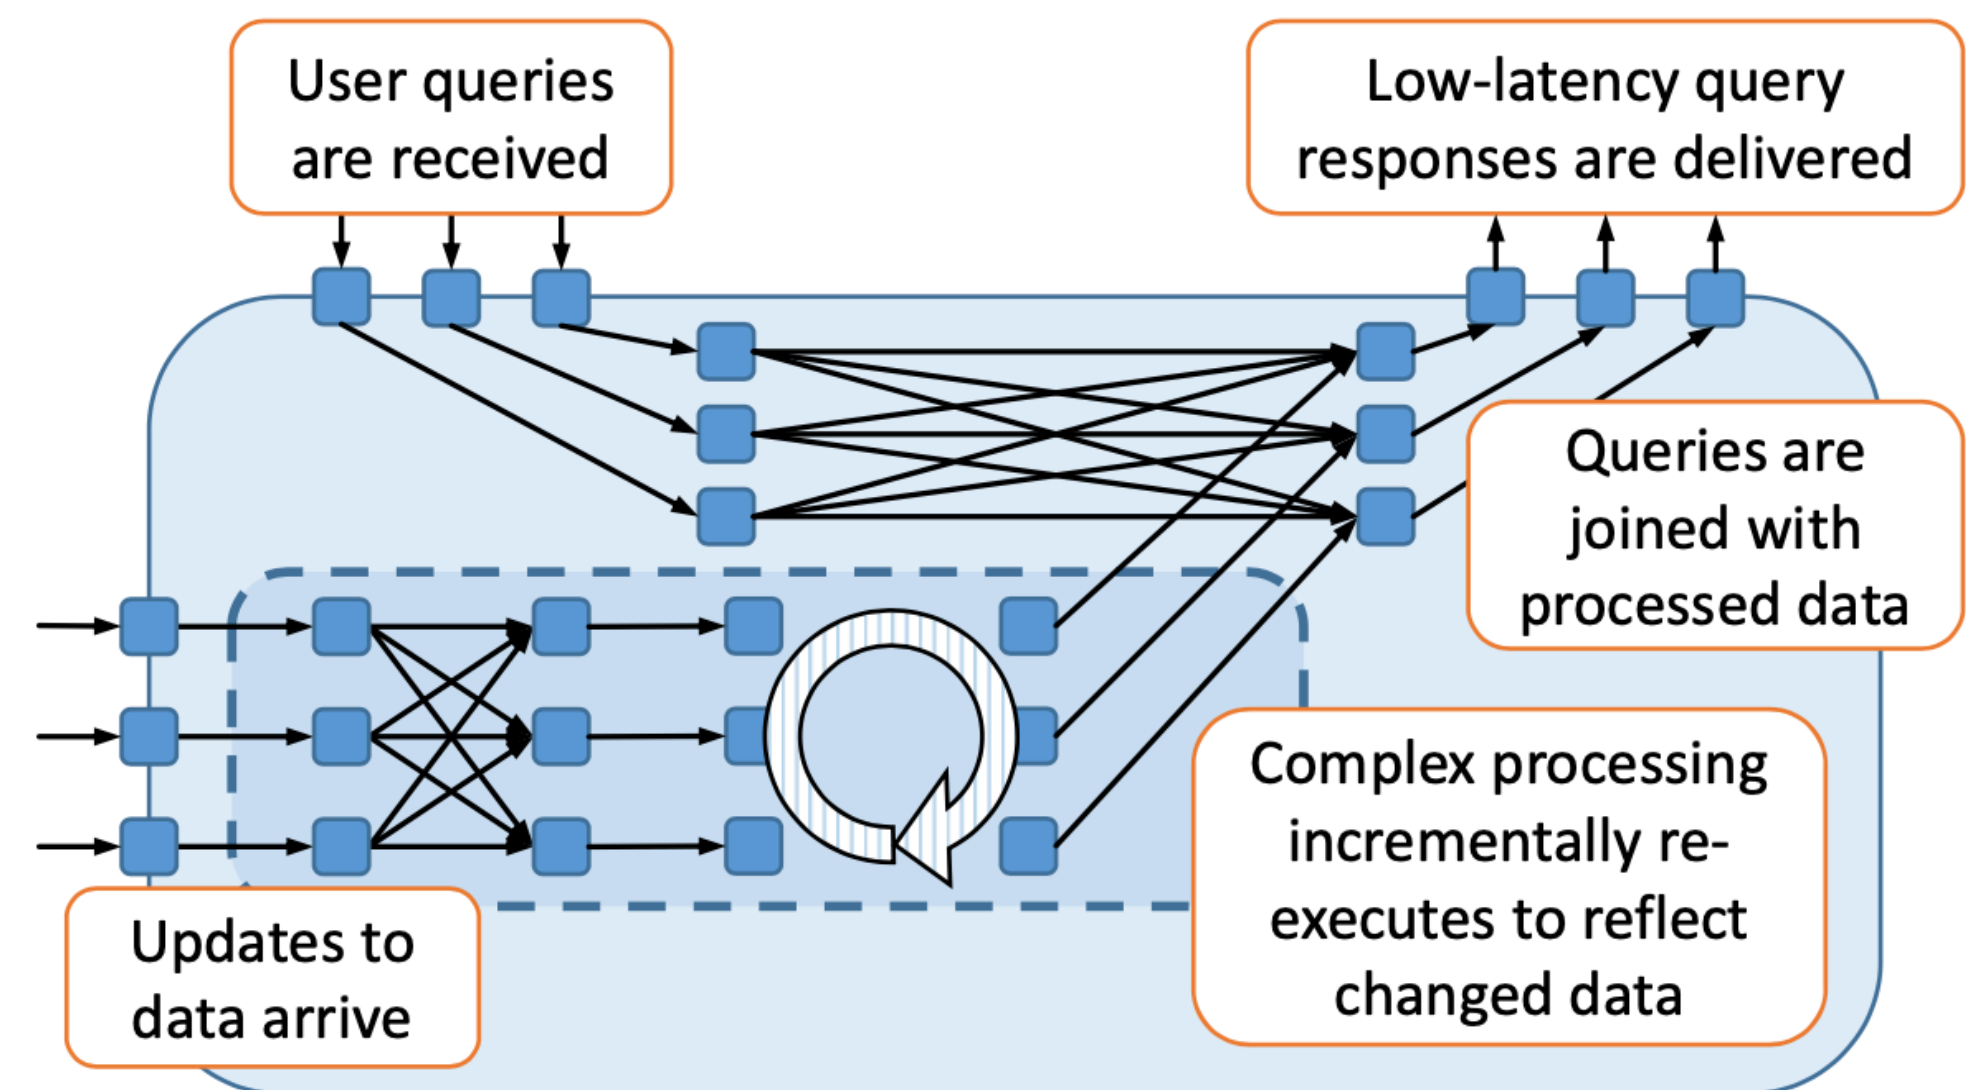 User queries
are received
Low-latency query
responses are delivered
Queries are
joined with
processed data
Complex processing
incrementally re-
executes to reflect
changed data
Updates to
data arrive